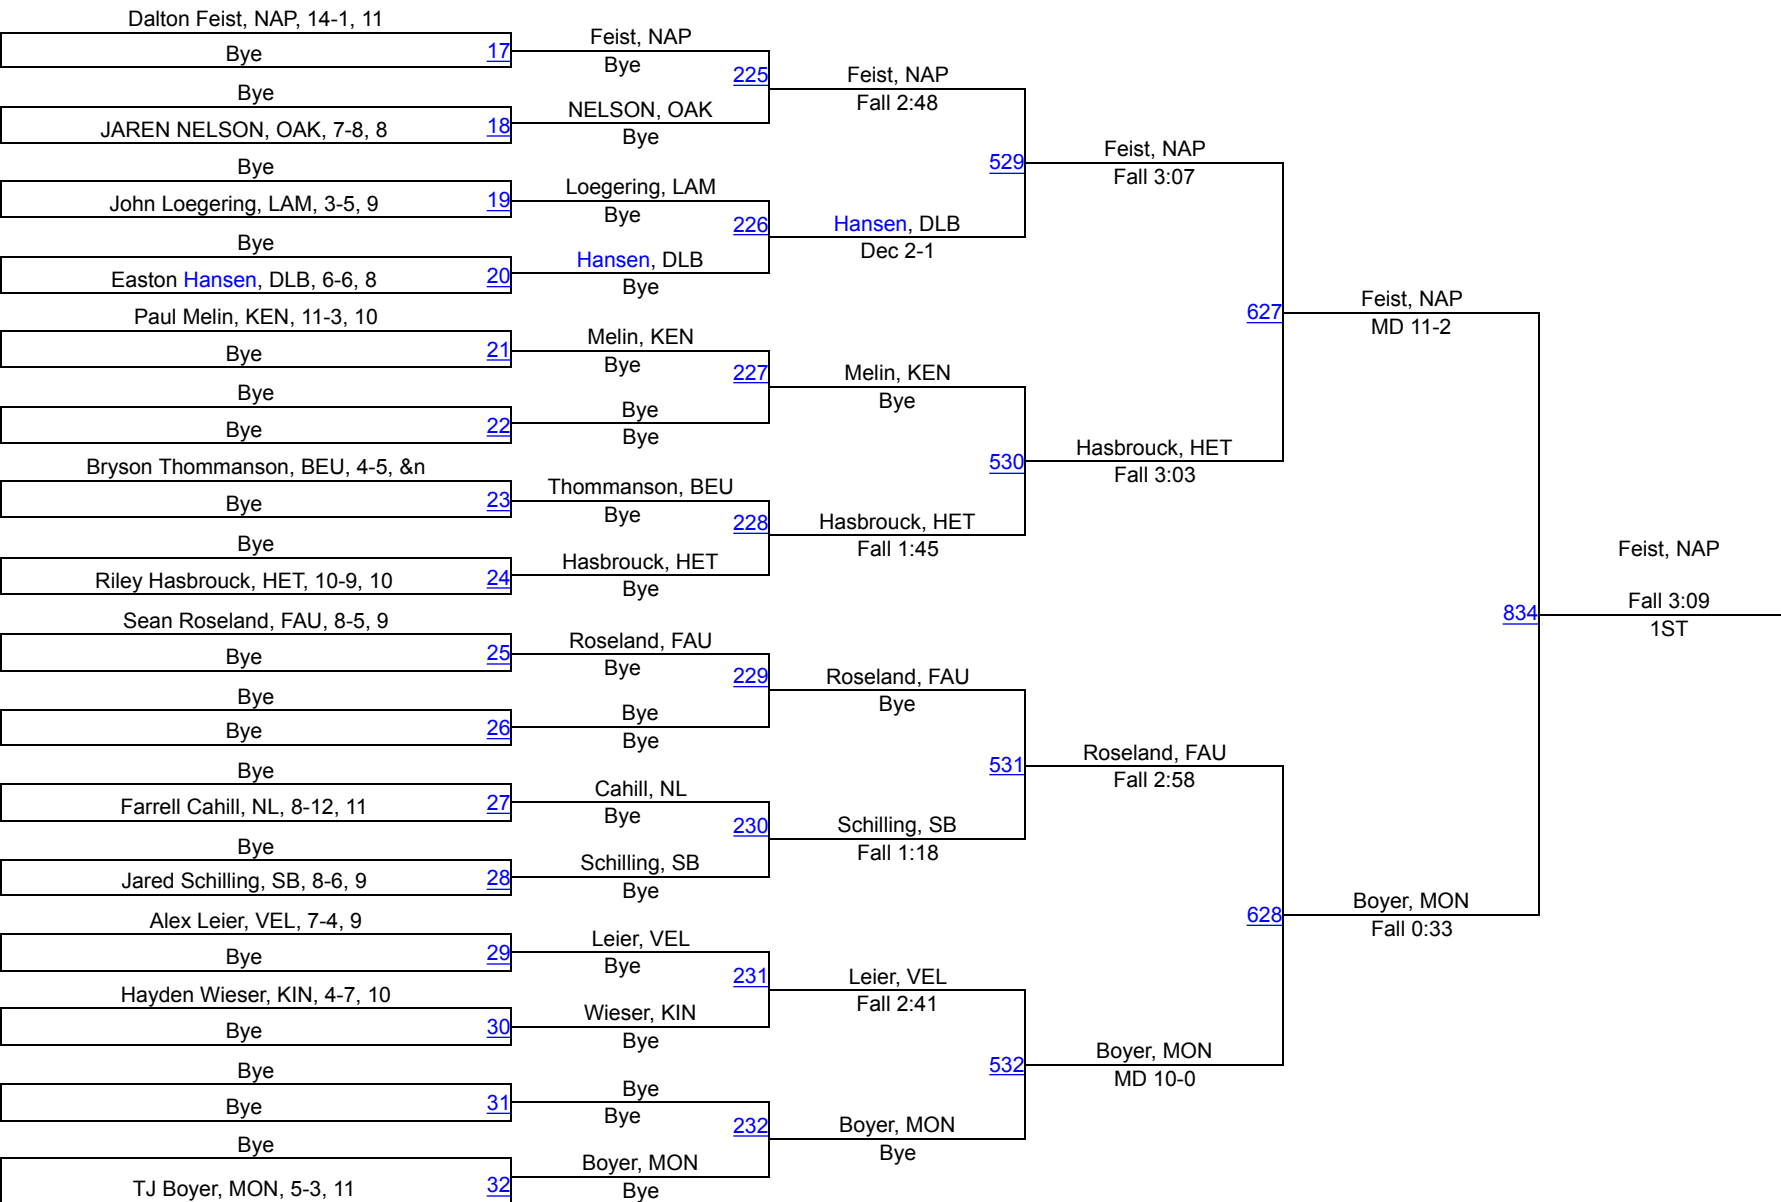 Dalton Feist, NAP, 14-1, 11
Bye
17
Bye
JAREN NELSON, OAK, 7-8, 8
18
Bye
John Loegering, LAM, 3-5, 9
19
Bye
Easton Hansen, DLB, 6-6, 8
20
Paul Melin, KEN, 11-3, 10
Bye
21
Bye
Bye
22
Bryson Thommanson, BEU, 4-5, &n
Bye
23
Bye
Riley Hasbrouck, HET, 10-9, 10
24
Sean Roseland, FAU, 8-5, 9
Bye
25
Bye
Bye
26
Bye
Farrell Cahill, NL, 8-12, 11
27
Bye
Jared Schilling, SB, 8-6, 9
28
Alex Leier, VEL, 7-4, 9
Bye
29
Hayden Wieser, KIN, 4-7, 10
Bye
30
Bye
Bye
31
Bye
TJ Boyer, MON, 5-3, 11
32
Feist, NAP
Bye
225
NELSON, OAK
Bye
Loegering, LAM
Bye
226
Hansen, DLB
Bye
Melin, KEN
Bye
227
Bye
Bye
Thommanson, BEU
Bye
228
Hasbrouck, HET
Bye
Roseland, FAU
Bye
229
Bye
Bye
Cahill, NL
Bye
230
Schilling, SB
Bye
Leier, VEL
Bye
231
Wieser, KIN
Bye
Bye
Bye
232
Boyer, MON
Bye
Feist, NAP
Fall 2:48
529
Hansen, DLB
Dec 2-1
Melin, KEN
Bye
530
Hasbrouck, HET
Fall 1:45
Roseland, FAU
Bye
531
Schilling, SB
Fall 1:18
Leier, VEL
Fall 2:41
532
Boyer, MON
Bye
Feist, NAP
Fall 3:07
627
Hasbrouck, HET
Fall 3:03
Roseland, FAU
Fall 2:58
628
Boyer, MON
MD 10-0
Feist, NAP
MD 11-2
834
Boyer, MON
Fall 0:33
Feist, NAP
Fall 3:09
1ST